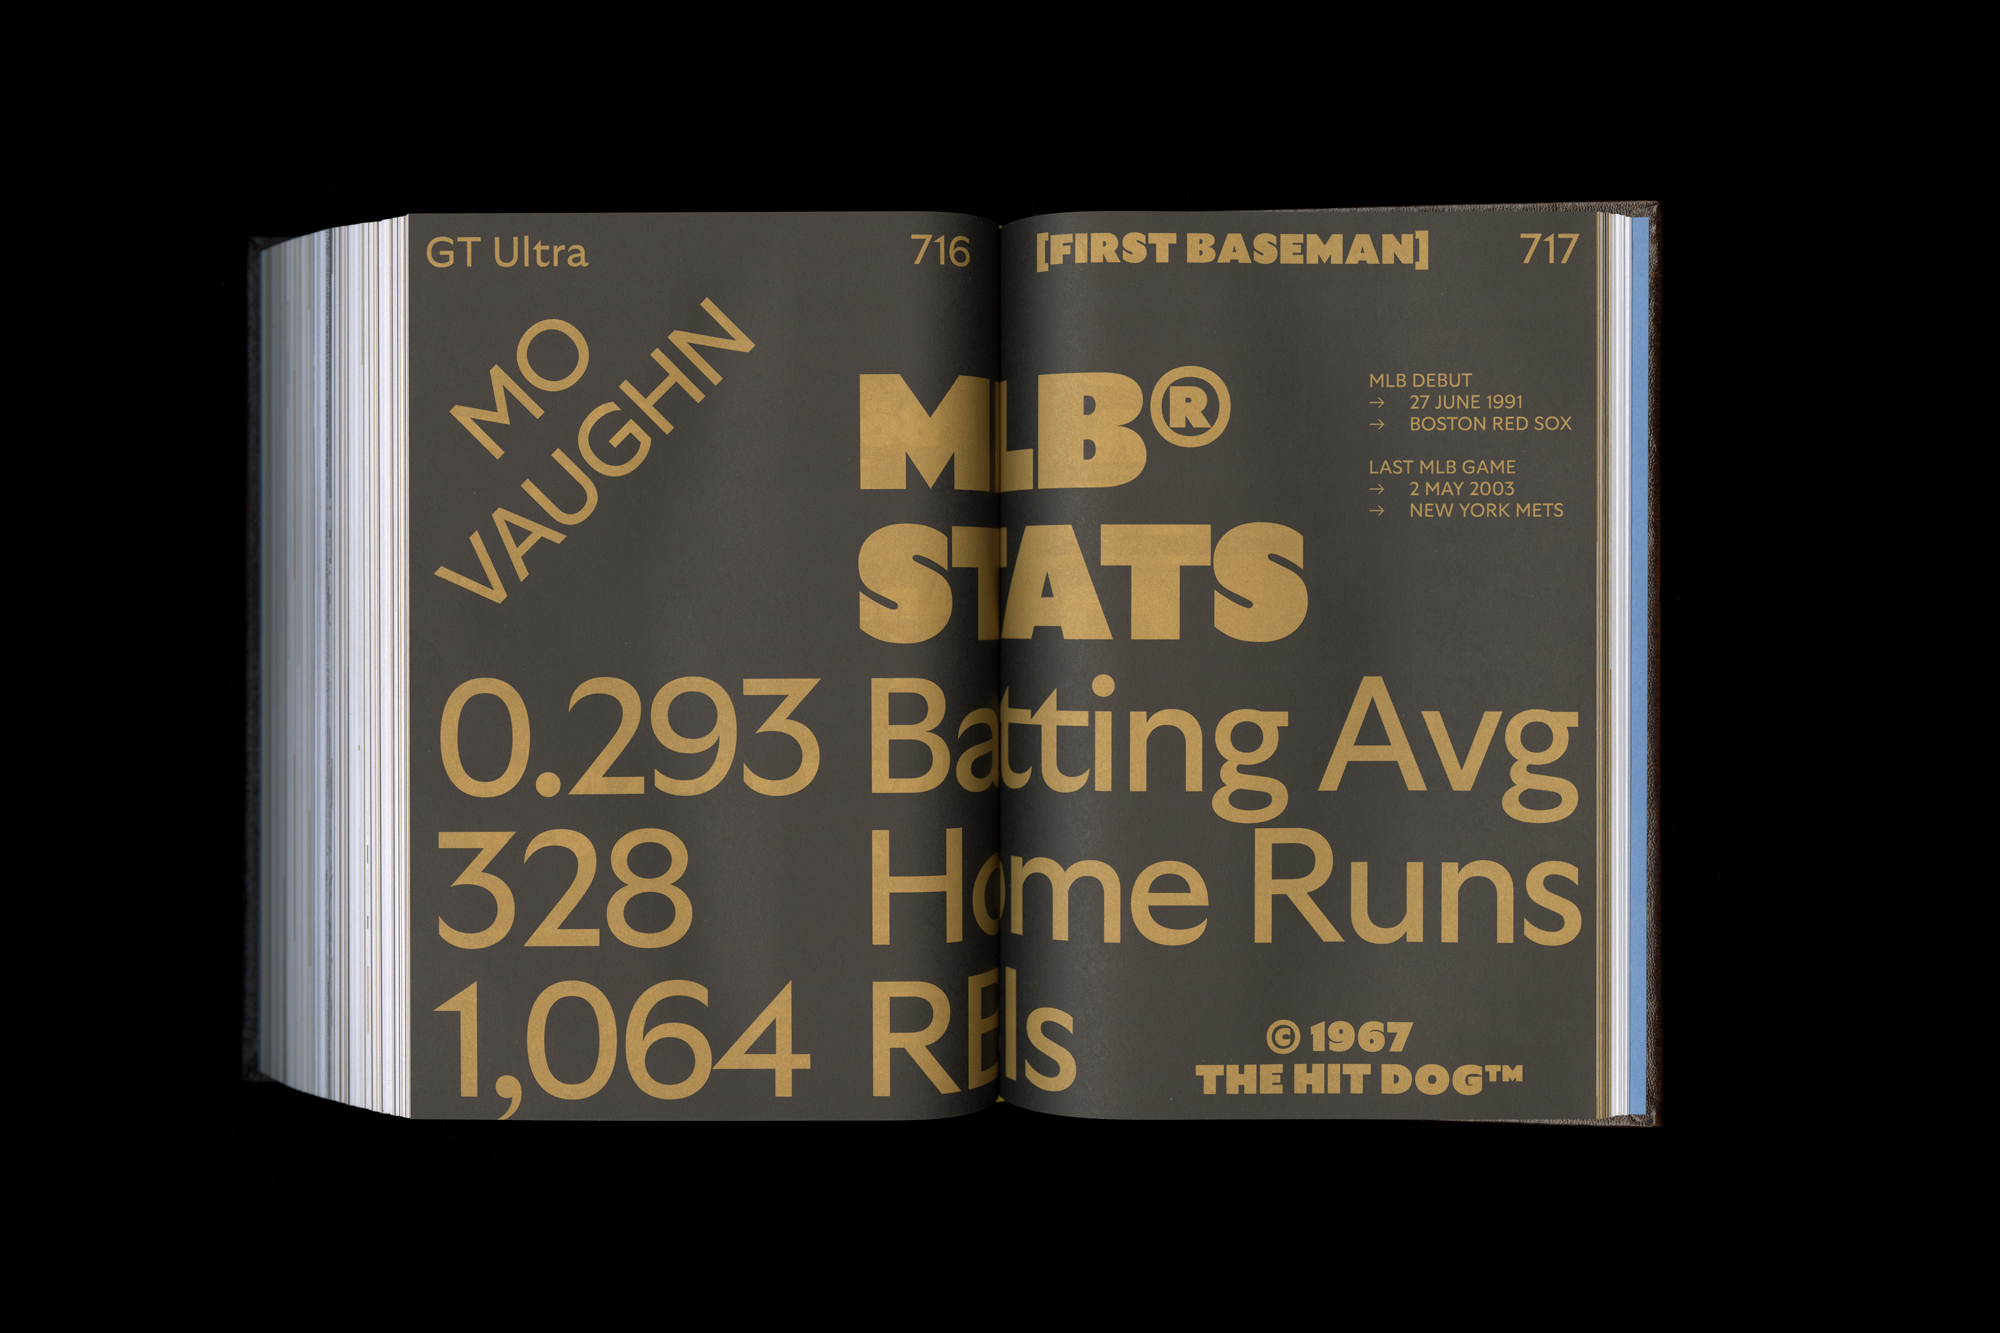 GT Ultra
716
[FIRST BASEMAN]
717
MO
VAUGHN
MLB®
STATS
MLB DEBUT
→ 27 JUNE 1991
→ BOSTON RED SOX
LAST MLB GAME
→ 2 MAY 2003
→ NEW YORK METS
0.293 Batting Avg
328 Home Runs
1,064 RBIs
© 1967
THE HIT DOG™